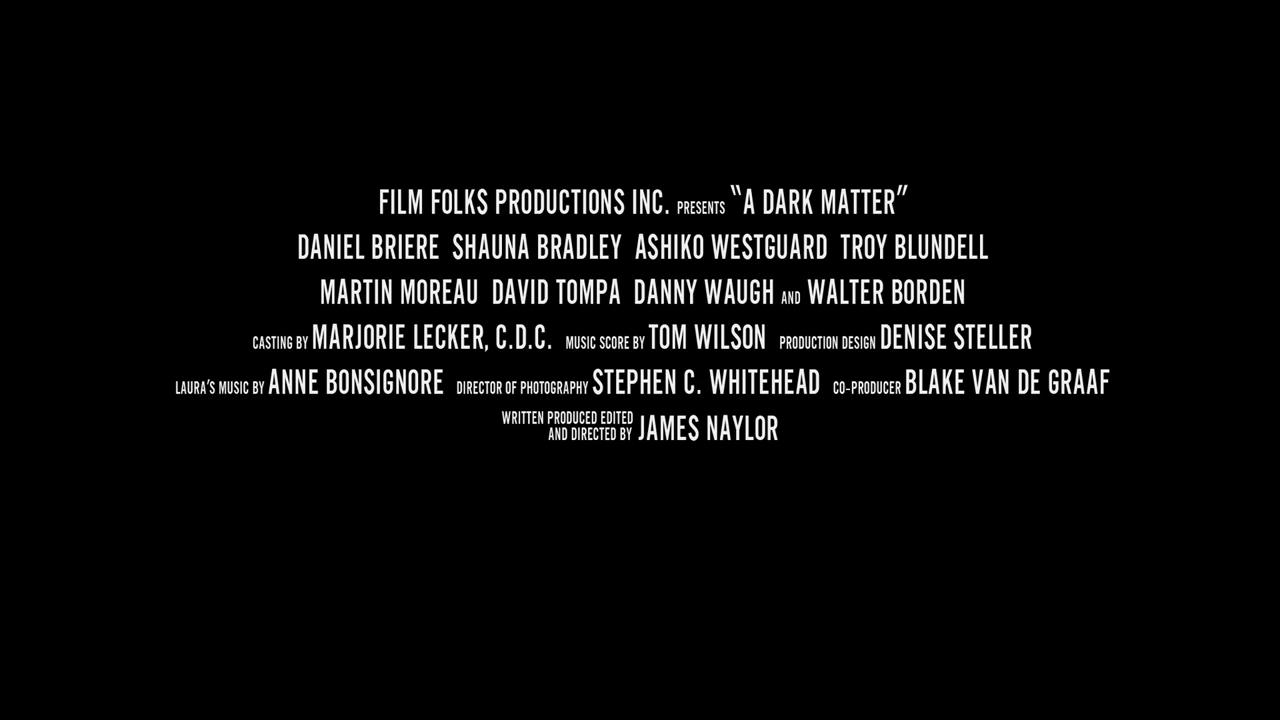 FILM FOLKS PRODUCTIONS INC. PRESENTS “A DARK MATTER”
DANIEL BRIERE SHAUNA BRADLEY ASHIKO WESTGUARD TROY BLUNDELL
MARTIN MOREAU DAVID TOMPA DANNY WAUGH AND WALTER BORDEN
CASTING BY MARJORIE LECKER, C.D.C. MUSIC SCORE BY TOM WILSON PRODUCTION DESIGN DENISE STELLER
LAURA'S MUSIC BY ANNE BONSIGNORE DIRECTOR OF PHOTOGRAPHY STEPHEN C. WHITEHEAD CO-PRODUCER BLAKE VAN DE GRAAF
WRITTEN PRODUCED EDITED
AND DIRECTED BY JAMES NAYLOR